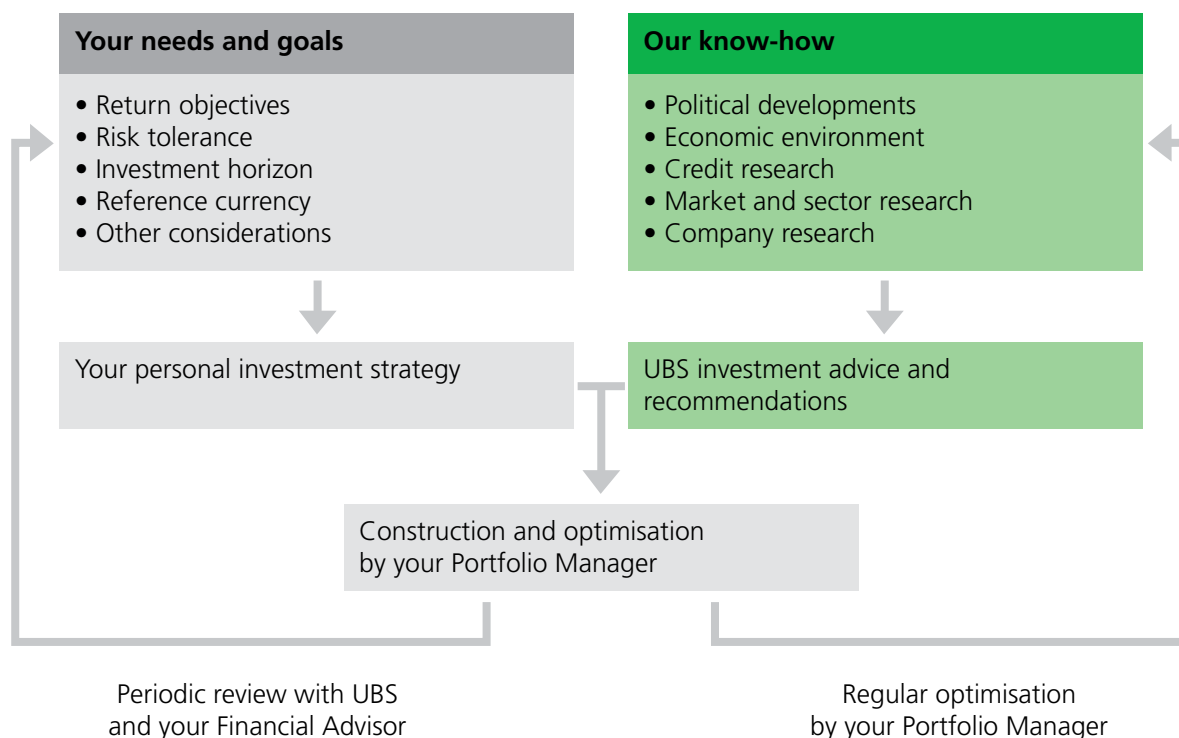 Your needs and goals
• Return objectives
• Risk tolerance
• Investment horizon
• Reference currency
• Other considerations
Our know-how
• Political developments
• Economic environment
• Credit research
• Market and sector research
• Company research
Your personal investment strategy
UBS investment advice and
recommendations
Construction and optimisation
by your Portfolio Manager
Periodic review with UBS
and your Financial Advisor
Regular optimisation
by your Portfolio Manager